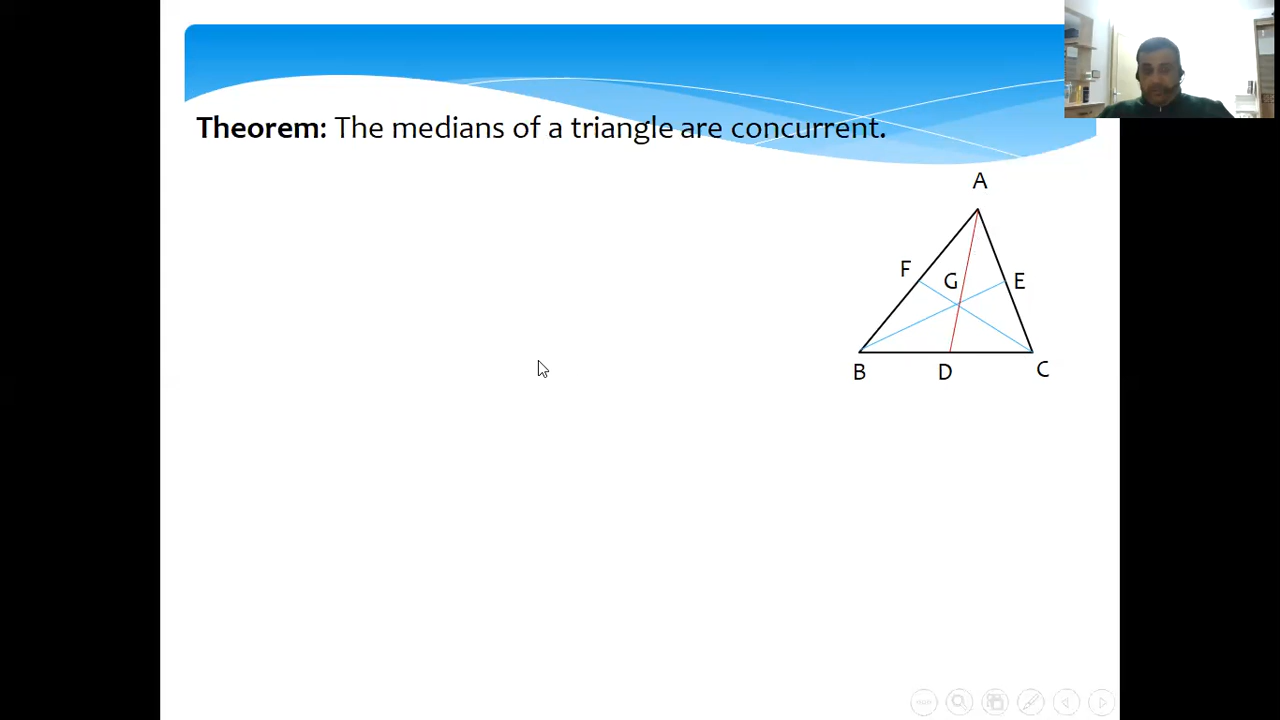 Theorem: The medians of a triangle are concurrent.
A
F
G
E
B
D
C